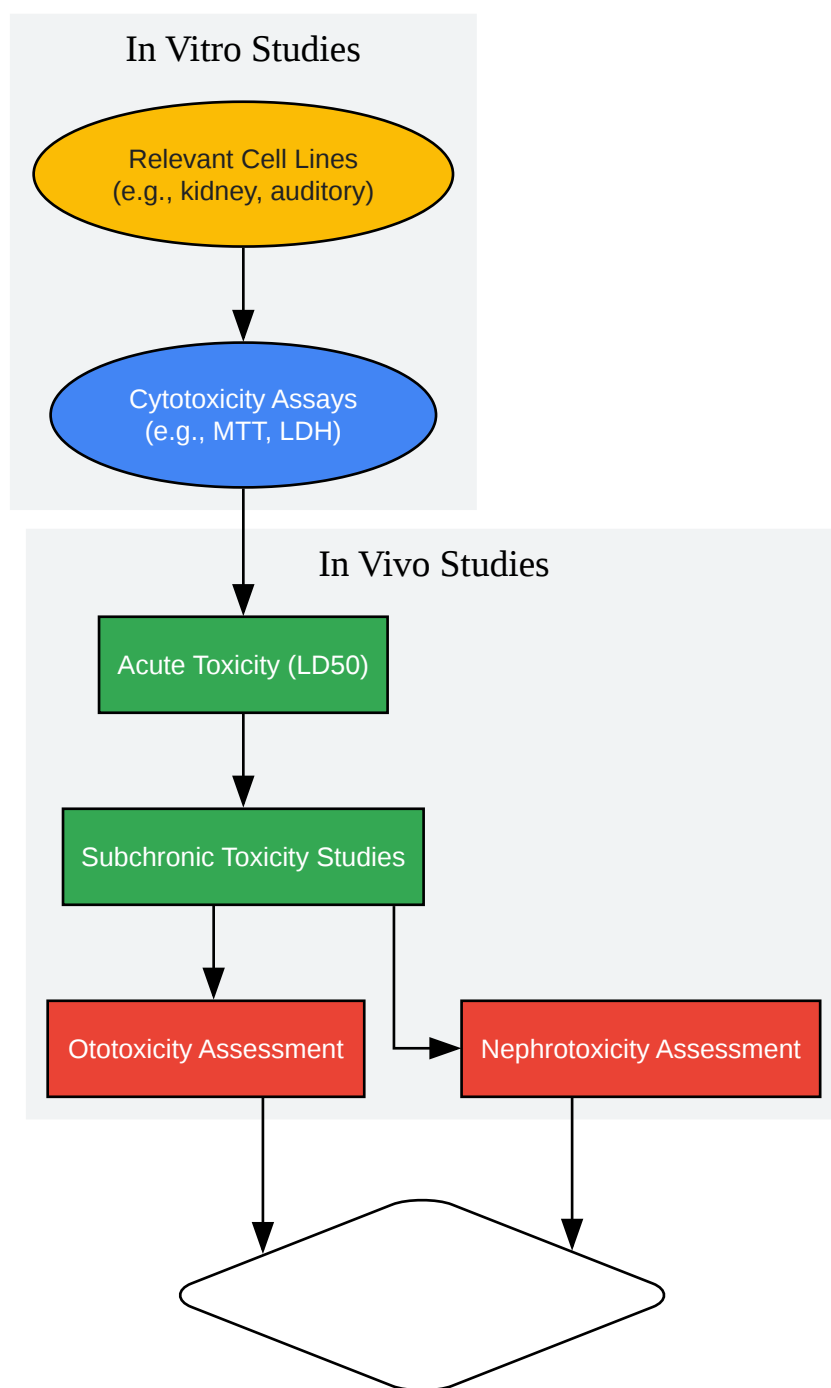 In Vitro Studies
Relevant Cell Lines
(e.g., kidney, auditory)
Cytotoxicity Assays
(e.g., MTT, LDH)
In Vivo Studies
Acute Toxicity (LD50)
Subchronic Toxicity Studies
Ototoxicity Assessment
Nephrotoxicity Assessment